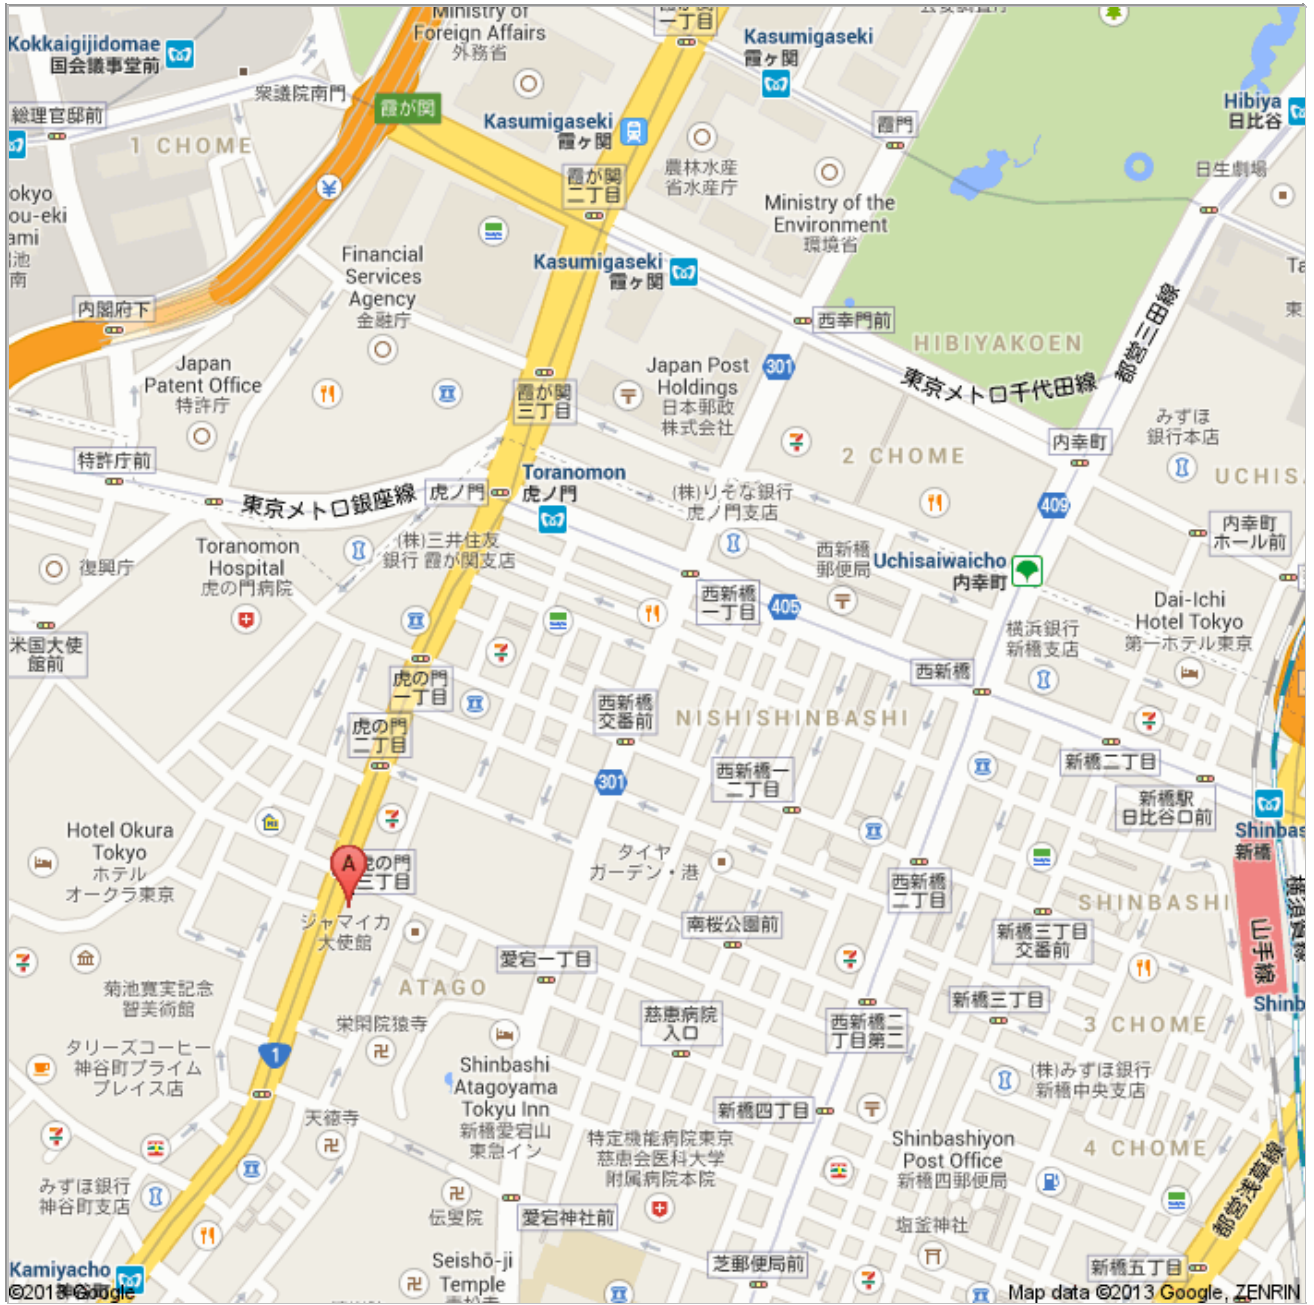 Ministry of
Foreign Affairs
外務省
一丁目
Kasumigaseki
霞ケ関
Kokkaigijidomae
国会議事堂前
衆議院南門
霞が関
Hibiya
日比谷
総理官邸前
1 CHOME
Kasumigaseki
霞ケ関
霞が関
二丁目
農林水産
省水産庁
霞門
日生劇場
Ministry of the
Environment
環境省
Financial
Services
Agency
金融庁
Kasumigaseki
霞ケ関
内閣府下
西幸門前
HIBIYAKOEN
都営三田線
Japan
Patent Office
特許庁
霞が関
三丁目
Japan Post
Holdings
日本郵政
株式会社
301
東京メトロ千代田線
みずほ
銀行本店
特許庁前
2 CHOME
内幸町
東京メトロ銀座線
虎ノ門
Toranomon
虎ノ門
(株)りそな銀行
虎ノ門支店
409
内幸町
ホール前
Toranomon
Hospital
虎の門病院
(株)三井住友
銀行 霞が関支店
復興庁
西新橋
郵便局
Uchisaiwaicho
内幸町
西新橋
一丁目
405
Dai-Ichi
Hotel Tokyo
第一ホテル東京
米国大使
館前
横浜銀行
新橋支店
虎の門
一丁目
西新橋
西新橋
交番前
NISHISHINBASHI
虎の門
二丁目
301
西新橋一
二丁目
新橋二丁目
新橋駅
日比谷口前
Hotel Okura
Tokyo
ホテル
オークラ東京
A
虎の門
三丁目
タイヤ
ガーデン・港
新橋
西新橋
二丁目
SHINBASHI
ジャマイカ
大使館
南桜公園前
新橋三丁目
交番前
山手線
横須賀線
愛宕一丁目
ATAGO
菊池寛実記念
智美術館
栄閑院猿寺
慈恵病院
入口
新橋三丁目
西新橋二
丁目第二
3 CHOME
1
タリーズコーヒー
神谷町プライム
プレイス店
Shinbashi
Atagoyama
Tokyu Inn
新橋愛宕山
東急イン
(株)みずほ銀行
新橋中央支店
天徳寺
新橋四丁目
特定機能病院東京
慈恵会医科大学
附属病院本院
Shinbashiyon
Post Office
新橋四郵便局
4 CHOME
都営浅草線
みずほ銀行
神谷町支店
伝叟院
愛宕神社前
塩釜神社
Kamiyacho
Seishō-ji
Temple
芝郵便局前
新橋五丁目
©2013 Google
Map data ©2013 Google, ZENRIN